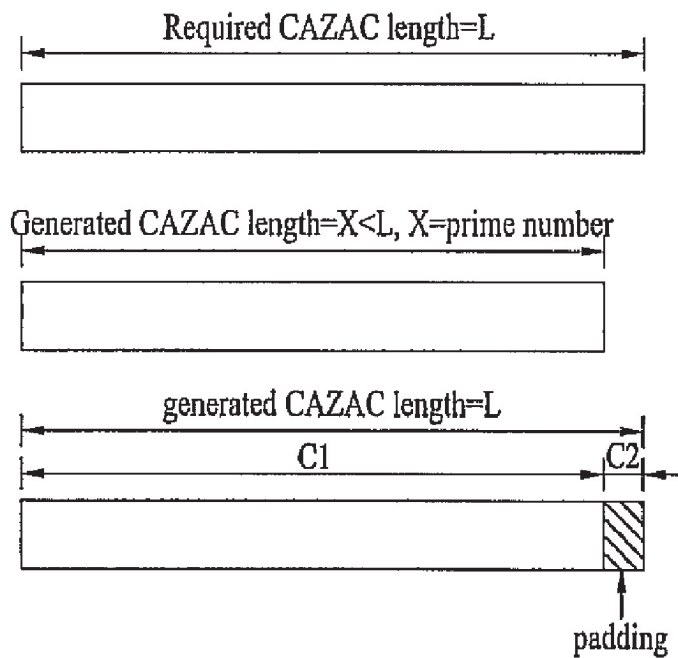 Required CAZAC length=L
Generated CAZAC length=X<L, X=prime number
generated CAZAC length=L
C1 C2
padding